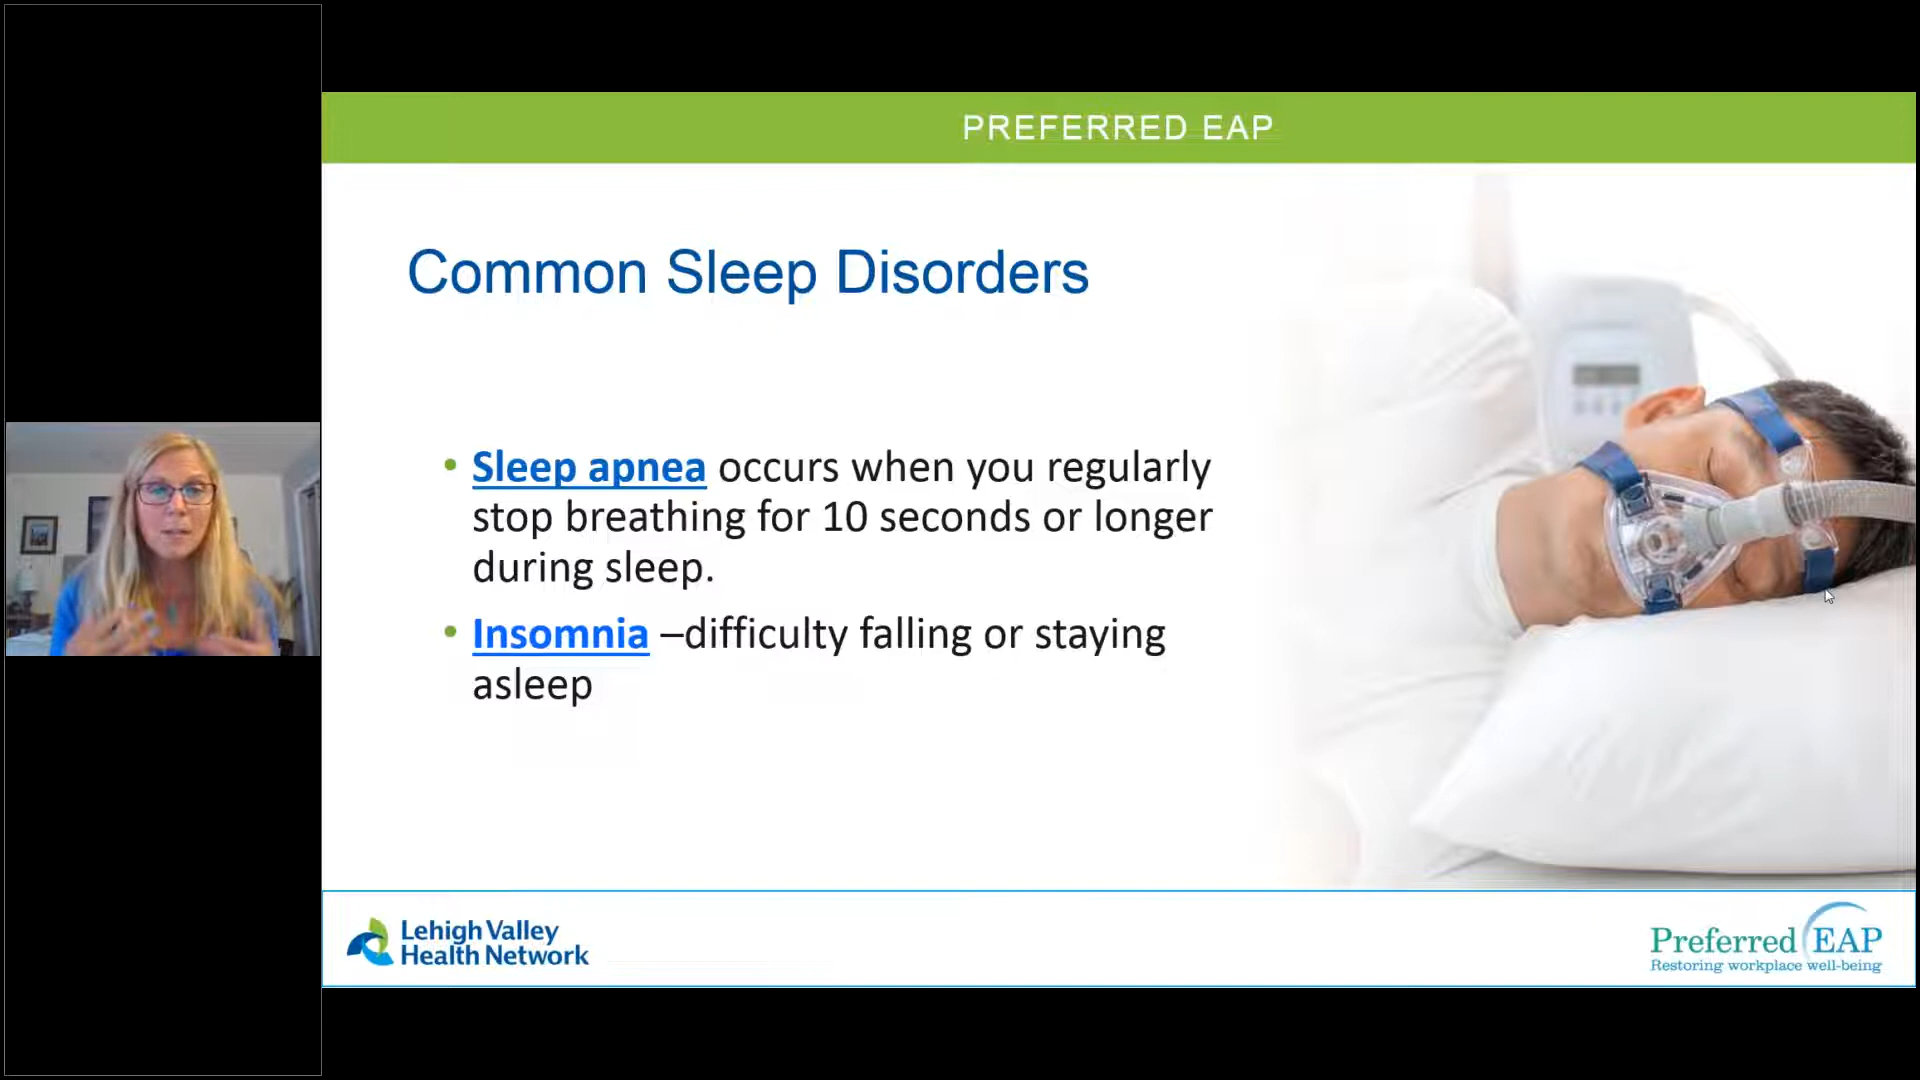 PREFERRED EAP
Common Sleep Disorders
• Sleep apnea occurs when you regularly
stop breathing for 10 seconds or longer
during sleep.
• Insomnia –difficulty falling or staying
asleep
Lehigh Valley
Health Network
Preferred EAP
Restoring workplace well-being